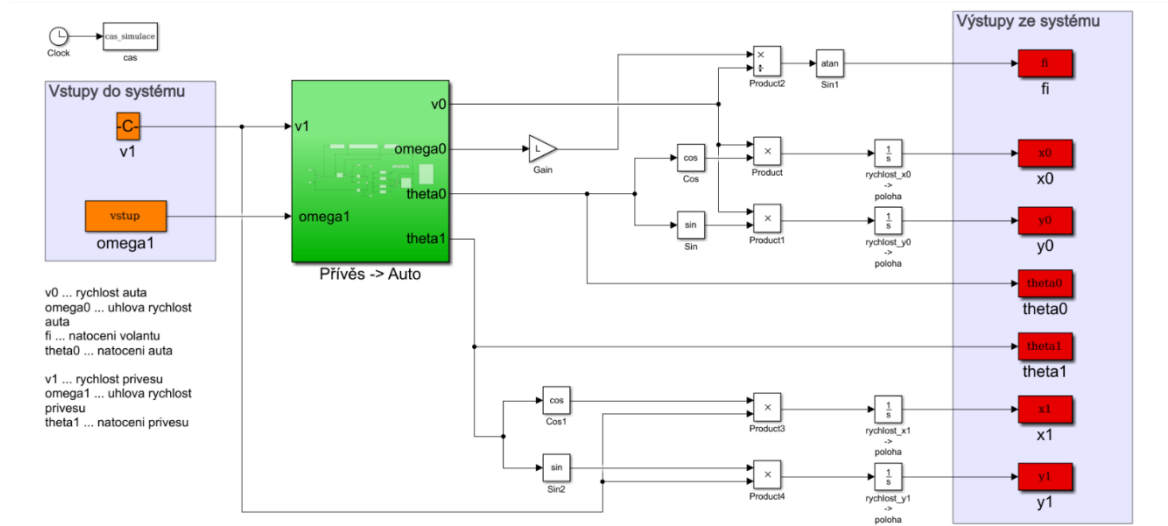 Výstupy ze systému
cas_simulace
Clock
cas
Vstupy do systému
-C-
v1
vstup
omega1
v1
omega1
v0
omega0
theta0
theta1
Přívěs -> Auto
L
Gain
×
÷
Product2
atan
Sin1
fi
fi
cos
Cos
×
Product
1
s
rychlost_x0
->
poloha
x0
x0
sin
Sin
×
Product1
1
s
rychlost_y0
->
poloha
y0
y0
theta0
theta0
theta1
theta1
v0 ... rychlost auta
omega0 ... uhlova rychlost
auta
fi ... natoceni volantu
theta0 ... natoceni auta
v1 ... rychlost privesu
omega1 ... uhlova rychlost
privesu
theta1 ... natoceni privesu
cos
Cos1
×
Product3
1
s
rychlost_x1
->
poloha
x1
x1
sin
Sin2
×
Product4
1
s
rychlost_y1
->
poloha
y1
y1